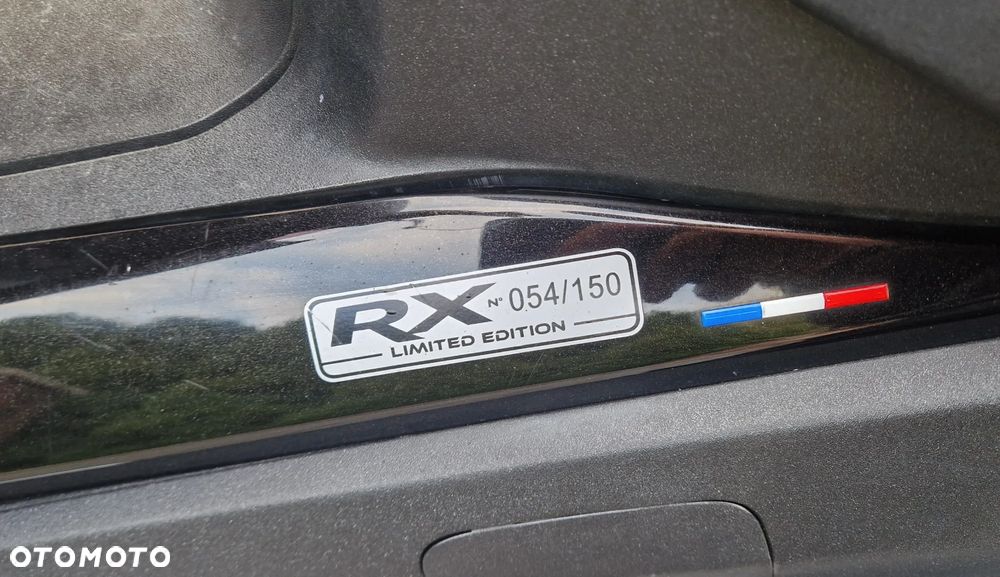 RX N° 054/150
LIMITED EDITION
OTOMOTO